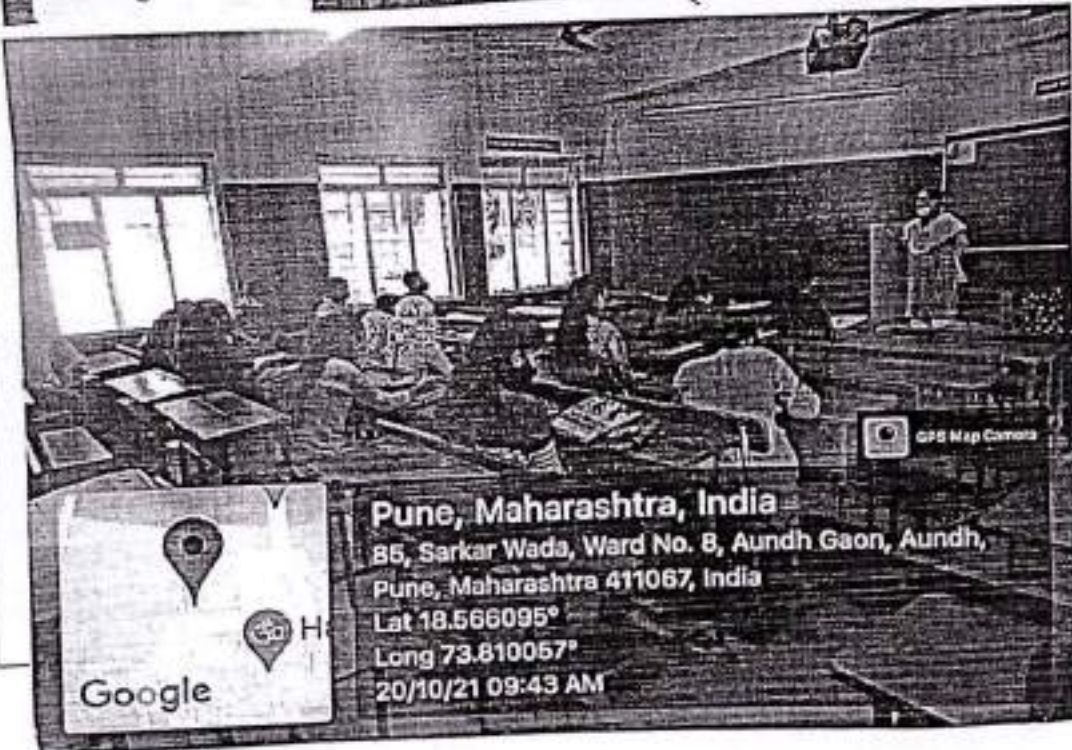 GPS Map Camera
Pune, Maharashtra, India
B5, Sarkar Wada, Ward No. 8, Aundh Gaon, Aundh,
Pune, Maharashtra 411067, India
Lat 18.566095°
Long 73.810057°
20/10/21 09:43 AM
ॐ H
Google